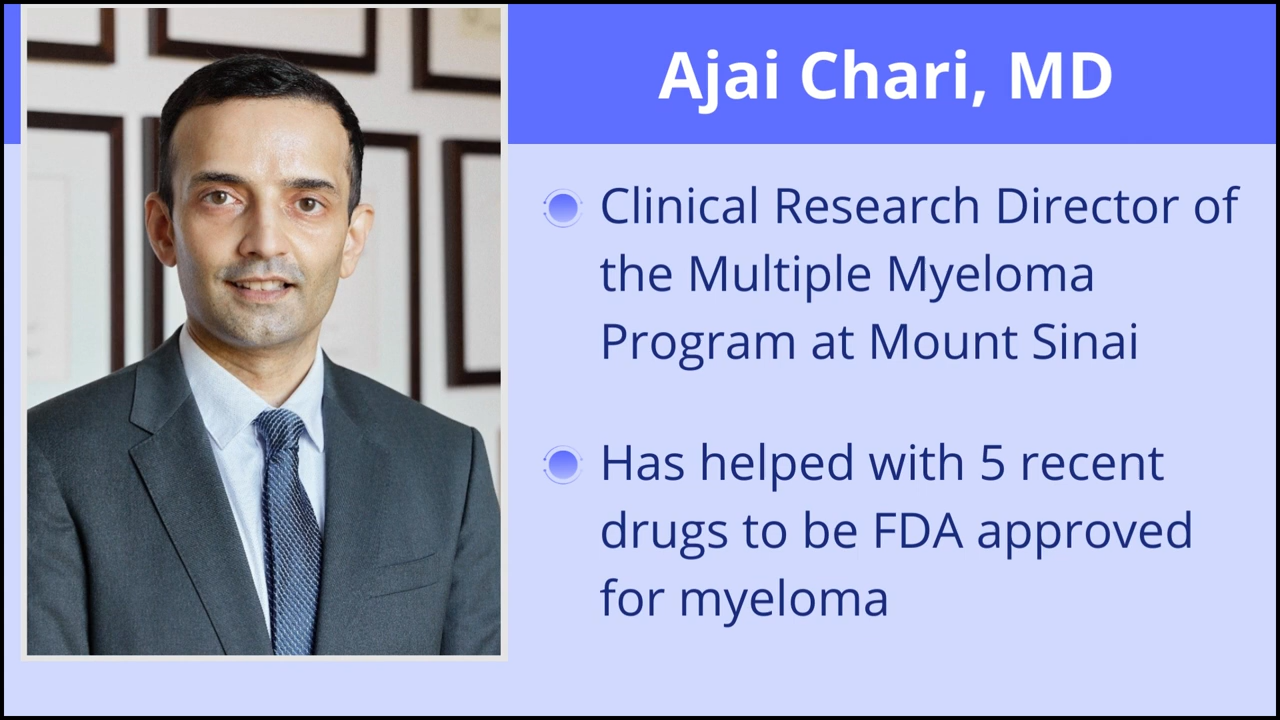 Ajai Chari, MD
Clinical Research Director of
the Multiple Myeloma
Program at Mount Sinai
Has helped with 5 recent
drugs to be FDA approved
for myeloma